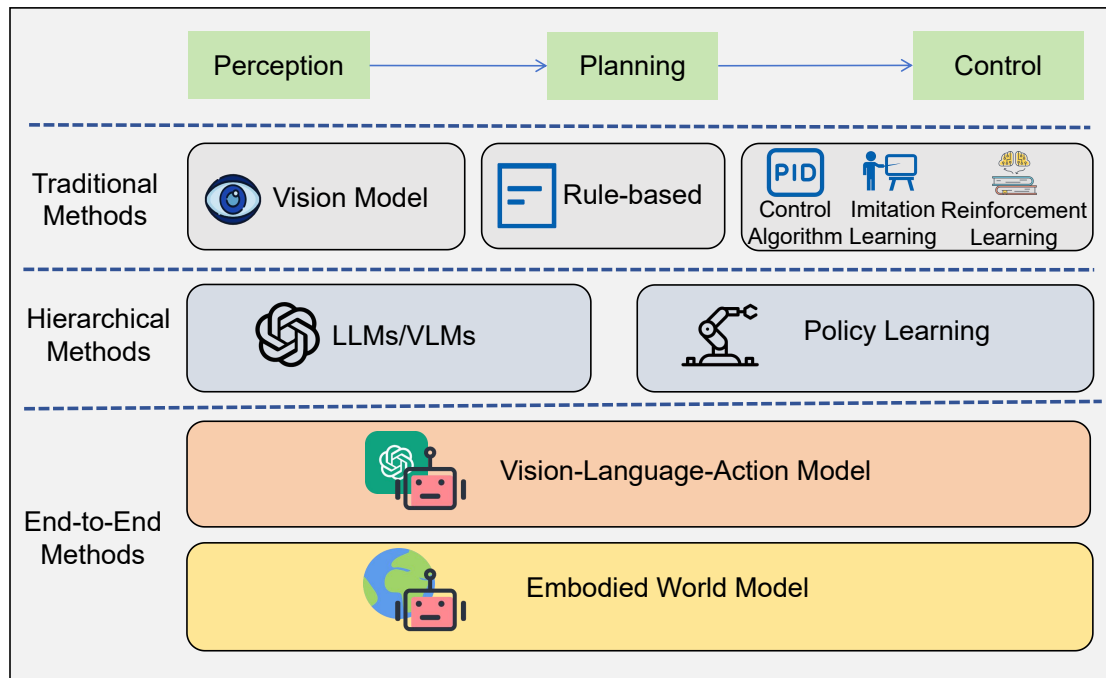 Perception
Planning
Control
Traditional
Methods
Vision Model
Rule-based
PID
Control
Algorithm
Imitation
Learning
Reinforcement
Learning
Hierarchical
Methods
LLMs/VLMs
Policy Learning
End-to-End
Methods
Vision-Language-Action Model
Embodied World Model